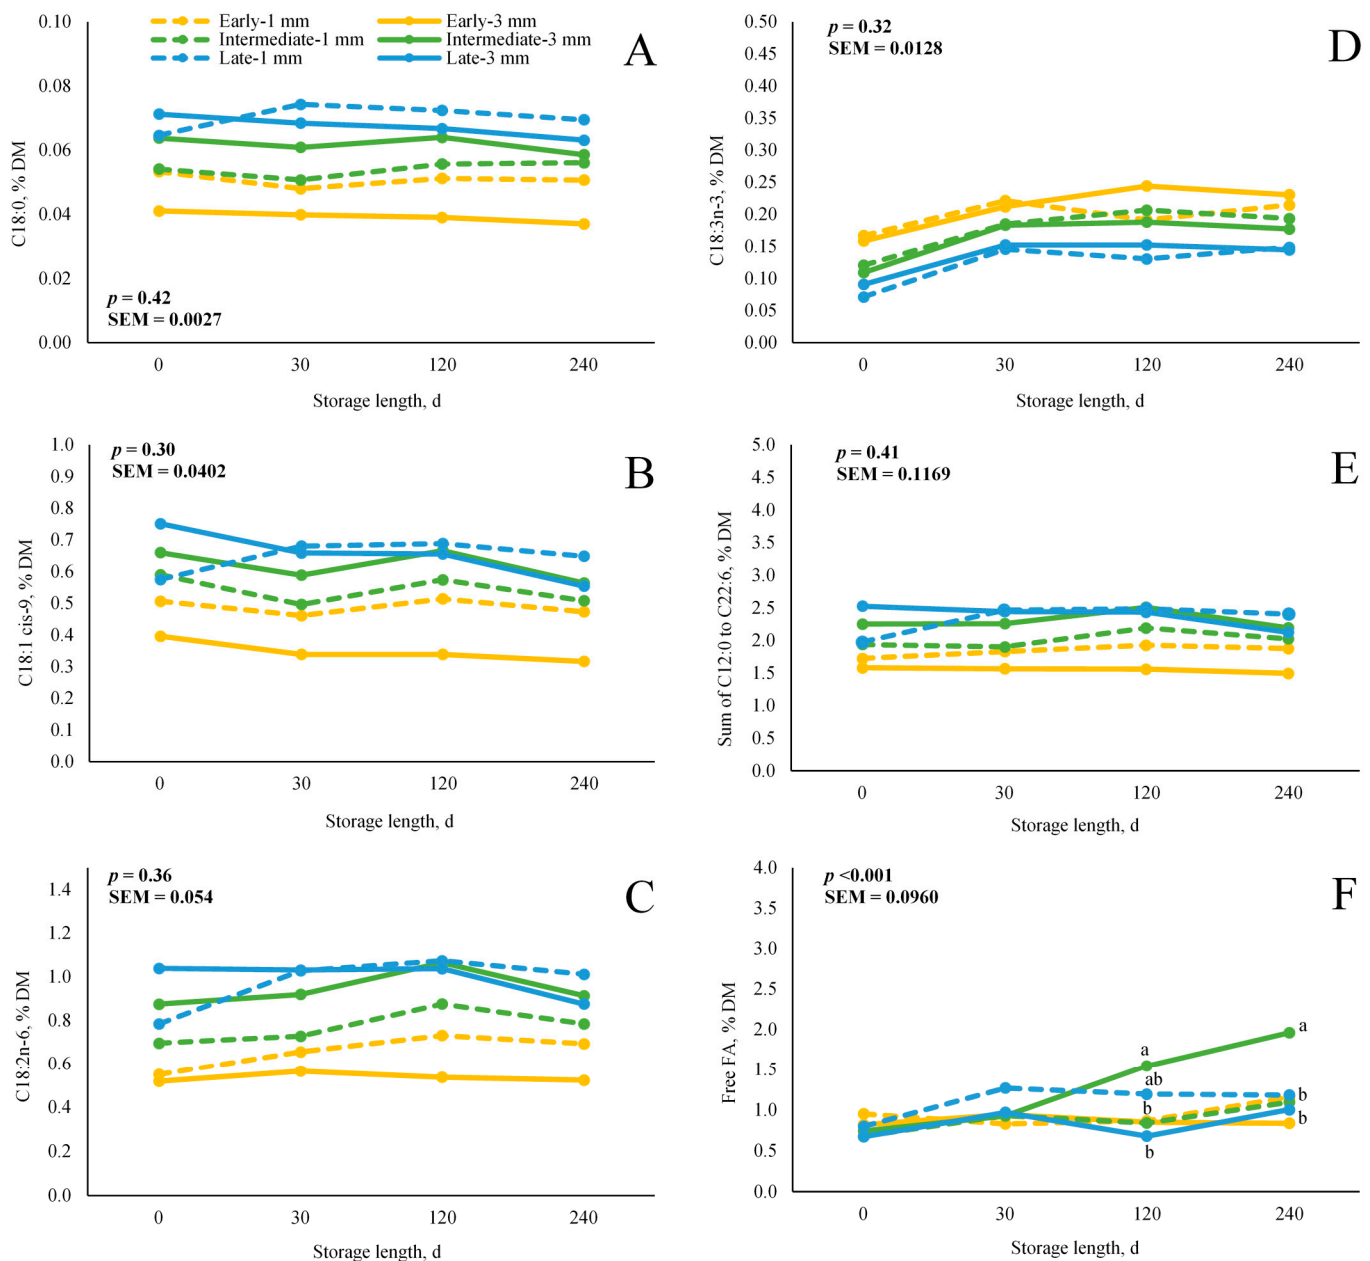 Early-1 mm
Early-3 mm
Intermediate-1 mm
Intermediate-3 mm
Late-1 mm
Late-3 mm
A
0.10
0.08
0.06
0.04
0.02
0.00
C18:0, % DM
p = 0.42
SEM = 0.0027
0 30 120 240
Storage length, d
p = 0.32
SEM = 0.0128
D
0.50
0.45
0.40
0.35
0.30
0.25
0.20
0.15
0.10
0.05
0.00
C18:3n-3, % DM
0 30 120 240
Storage length, d
p = 0.30
SEM = 0.0402
B
1.0
0.9
0.8
0.7
0.6
0.5
0.4
0.3
0.2
0.1
0.0
C18:1 cis-9, % DM
0 30 120 240
Storage length, d
p = 0.41
SEM = 0.1169
E
5.0
4.5
4.0
3.5
3.0
2.5
2.0
1.5
1.0
0.5
0.0
Sum of C12:0 to C22:6, % DM
0 30 120 240
Storage length, d
p = 0.36
SEM = 0.054
C
1.4
1.2
1.0
0.8
0.6
0.4
0.2
0.0
C18:2n-6, % DM
0 30 120 240
Storage length, d
p <0.001
SEM = 0.0960
F
4.0
3.5
3.0
2.5
2.0
1.5
1.0
0.5
0.0
Free FA, % DM
a
ab
b
b
a
b
b
0 30 120 240
Storage length, d